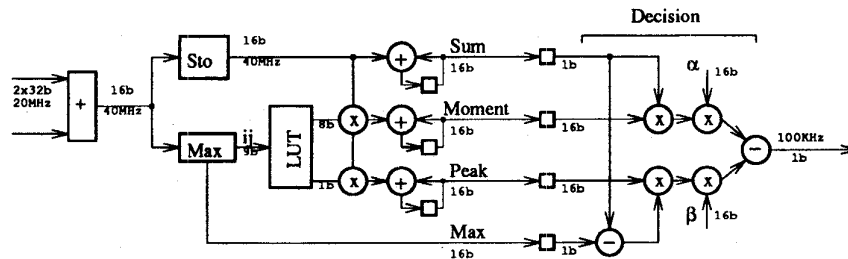 Decision
16b
40MHz
Sum
16b
1b
Sto
α
16b
2x32b
20MHz
+
16b
40MHz
+
Moment
16b
16b
8b
X
+
X
X
ij
9b
Max
LUT
100KHz
1b
−
Peak
16b
16b
1b
X
+
X
X
β
16b
Max
16b
1b
−